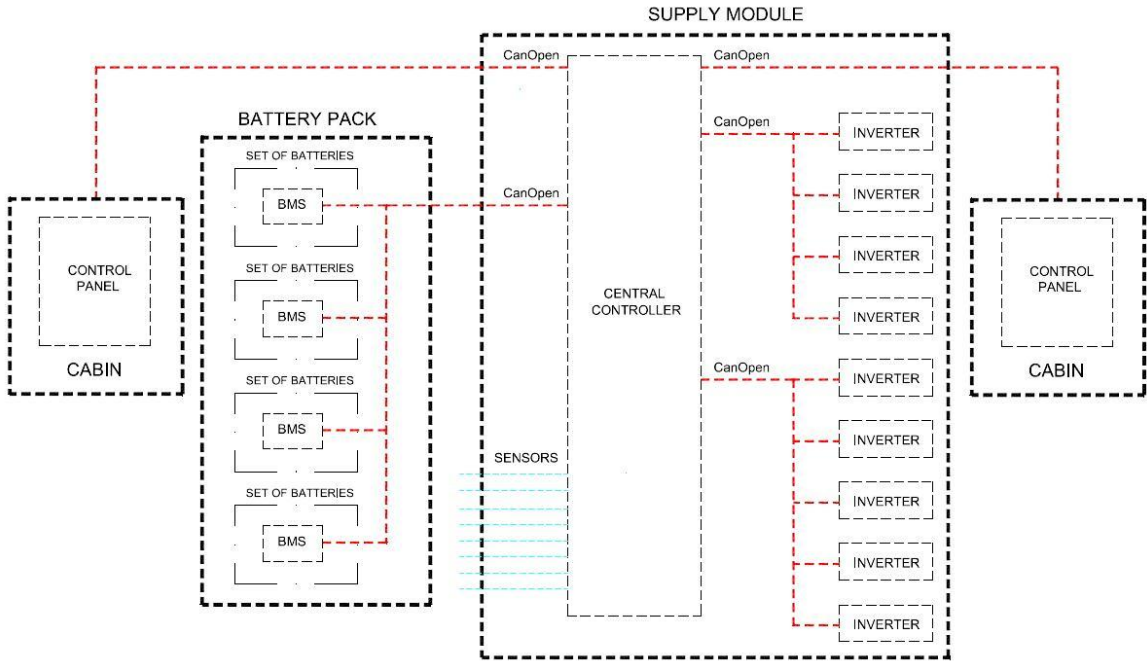 SUPPLY MODULE
CanOpen
CanOpen
BATTERY PACK
CanOpen
INVERTER
SET OF BATTERIES
BMS
CanOpen
INVERTER
CONTROL
PANEL
CABIN
SET OF BATTERIES
BMS
CENTRAL
CONTROLLER
INVERTER
INVERTER
CONTROL
PANEL
CABIN
SET OF BATTERIES
BMS
CanOpen
INVERTER
INVERTER
SENSORS
SET OF BATTERIES
BMS
INVERTER
INVERTER
INVERTER